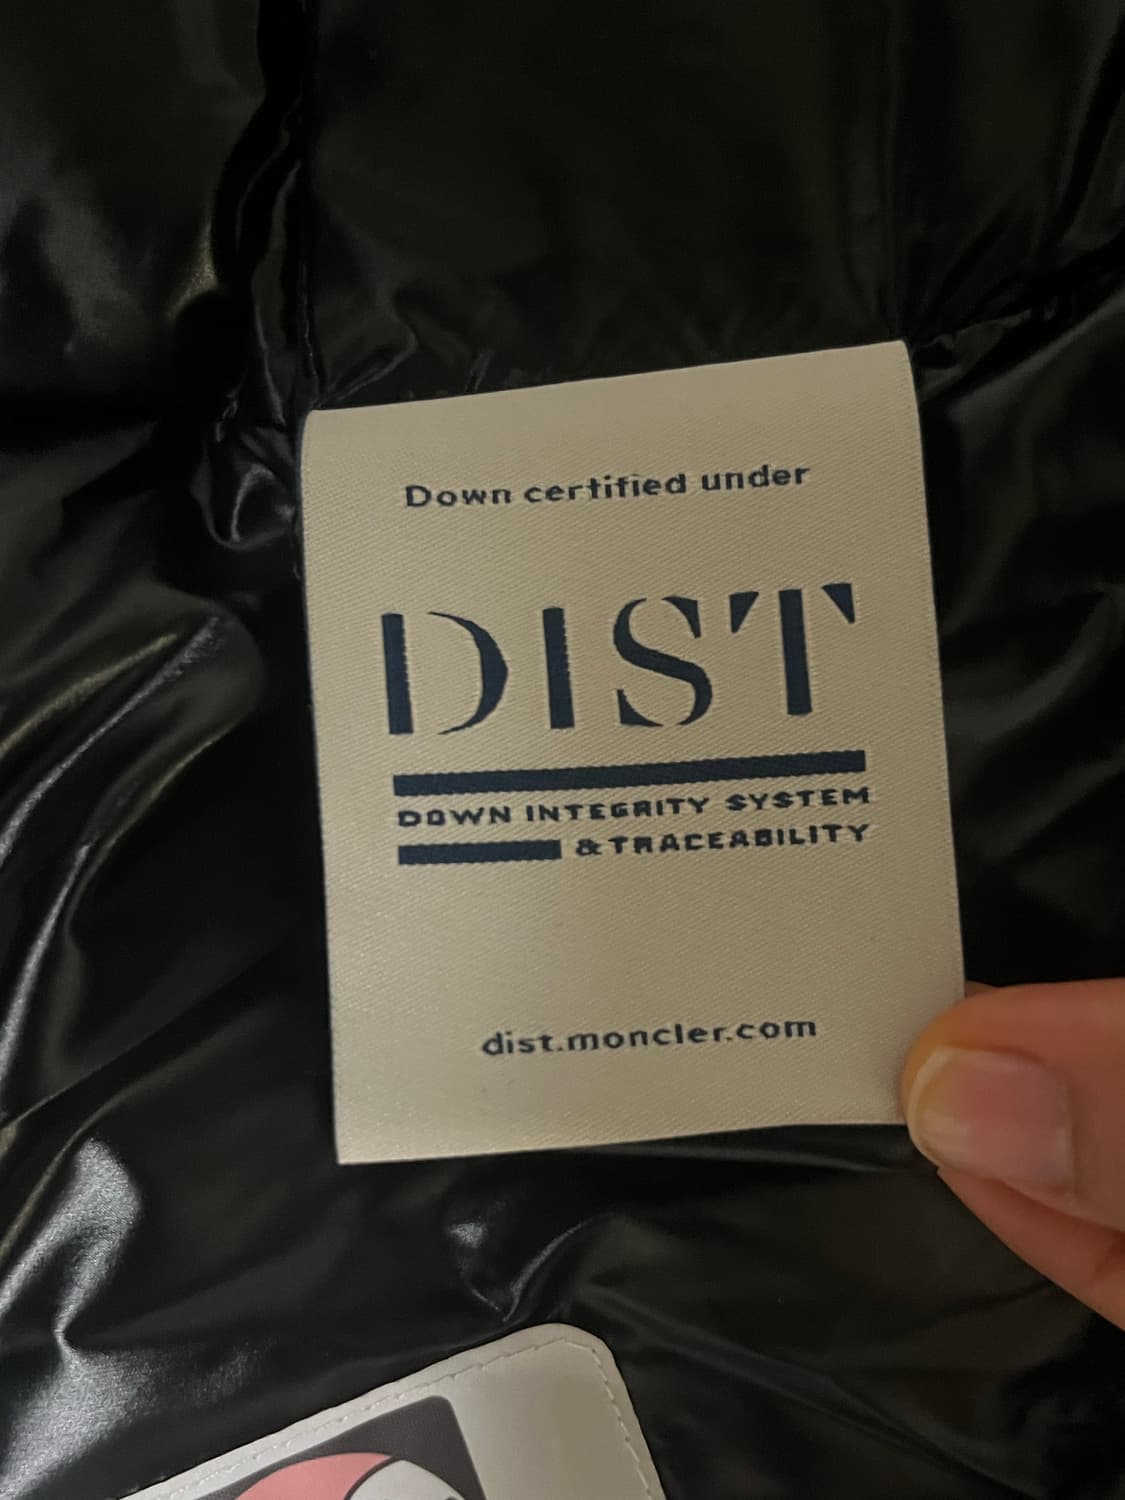 Down certified under
DIST
DOWN INTEGRITY SYSTEM
& TRACEABILITY
dist.moncler.com